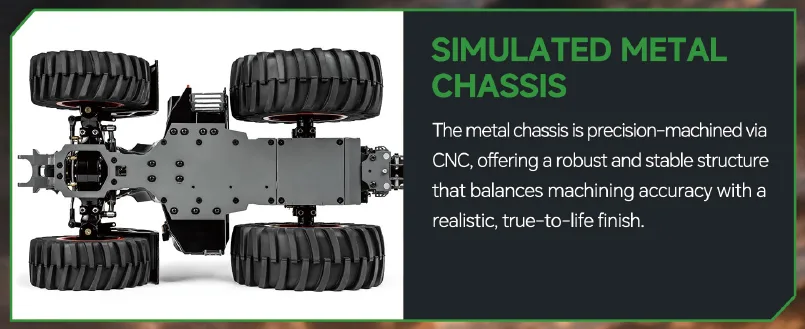 SIMULATED METAL
CHASSIS
The metal chassis is precision-machined via
CNC, offering a robust and stable structure
that balances machining accuracy with a
realistic, true-to-life finish.